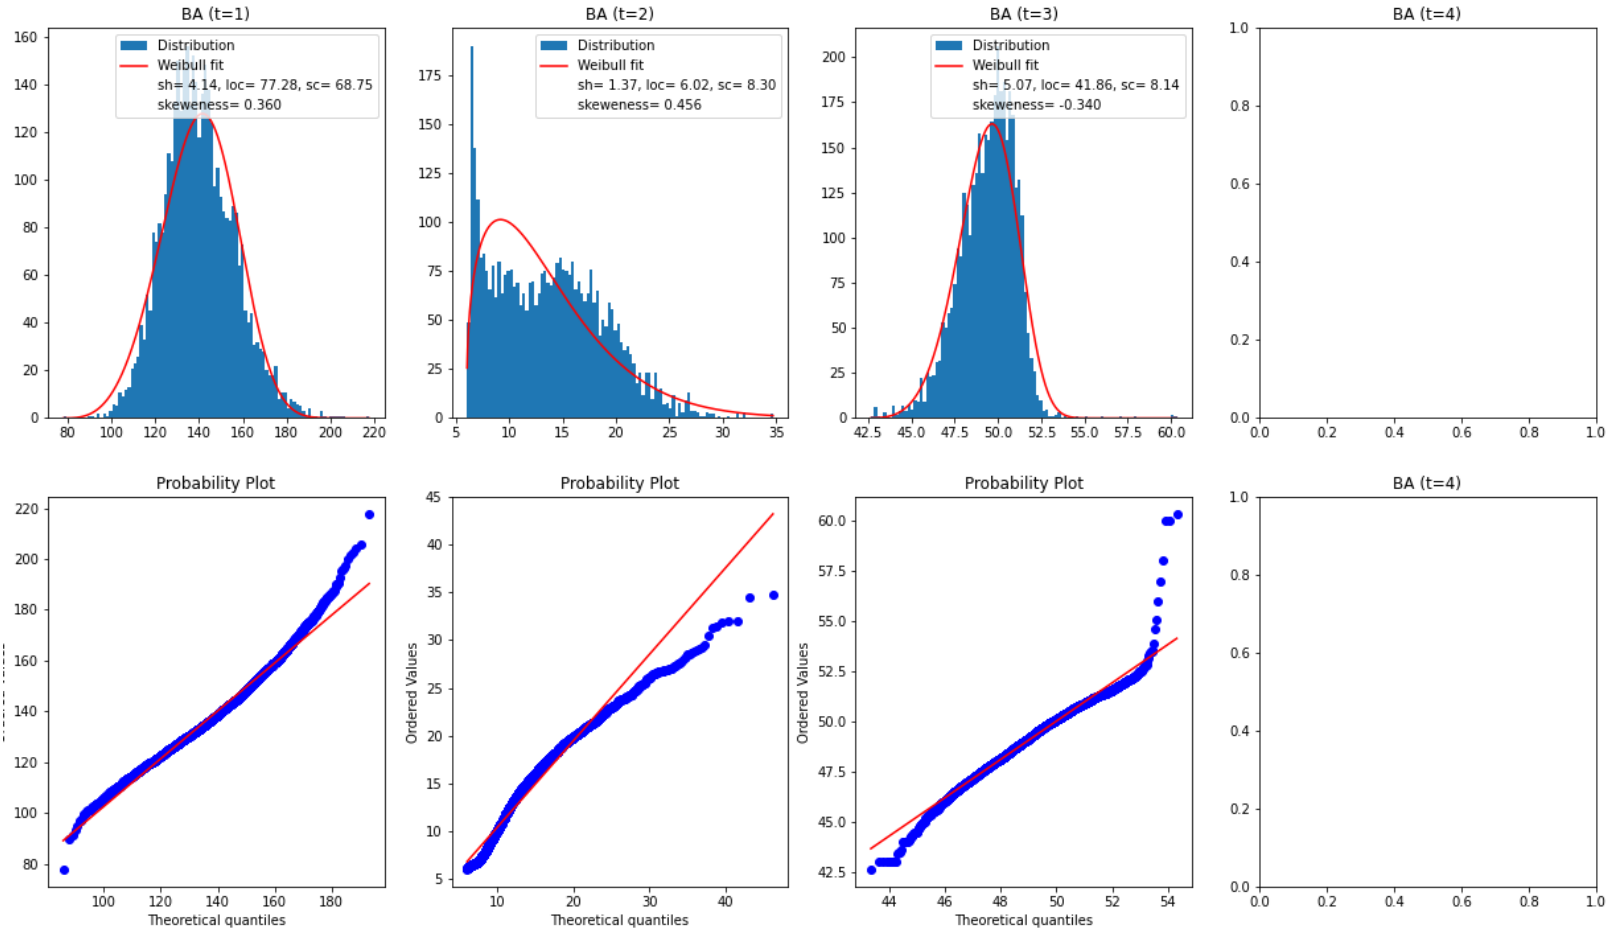 BA (t=1)
BA (t=2)
BA (t=3)
BA (t=4)
Distribution
Weibull fit
sh= 4.14, loc= 77.28, sc= 68.75
skeweness= 0.360
160
140
120
100
80
60
40
20
0
80 100 120 140 160 180 200 220
Distribution
Weibull fit
sh= 1.37, loc= 6.02, sc= 8.30
skeweness= 0.456
175
150
125
100
75
50
25
0
5 10 15 20 25 30 35
Distribution
Weibull fit
sh= 5.07, loc= 41.86, sc= 8.14
skeweness= -0.340
200
175
150
125
100
75
50
25
0
42.5 45.0 47.5 50.0 52.5 55.0 57.5 60.0
1.0
0.8
0.6
0.4
0.2
0.0
0.0 0.2 0.4 0.6 0.8 1.0
Probability Plot
Probability Plot
Probability Plot
BA (t=4)
220
200
180
160
140
120
100
80
100 120 140 160 180
Theoretical quantiles
Ordered Values
45
40
35
30
25
20
15
10
5
10 20 30 40
Theoretical quantiles
Ordered Values
60.0
57.5
55.0
52.5
50.0
47.5
45.0
42.5
44 46 48 50 52 54
Theoretical quantiles
1.0
0.8
0.6
0.4
0.2
0.0
0.0 0.2 0.4 0.6 0.8 1.0